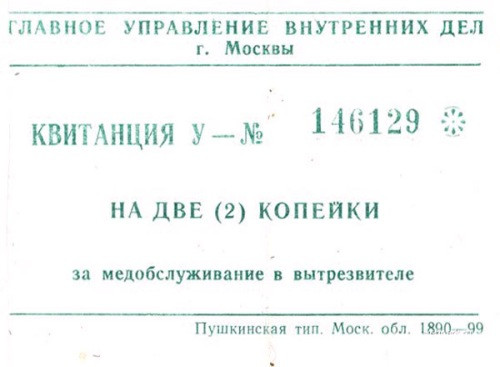 ГЛАВНОЕ УПРАВЛЕНИЕ ВНУТРЕННИХ ДЕЛ
г. Москвы
КВИТАНЦИЯ У — № 146129
НА ДВЕ (2) КОПЕЙКИ
за медобслуживание в вытрезвителе
Пушкинская тип. Моск. обл. 1890—99